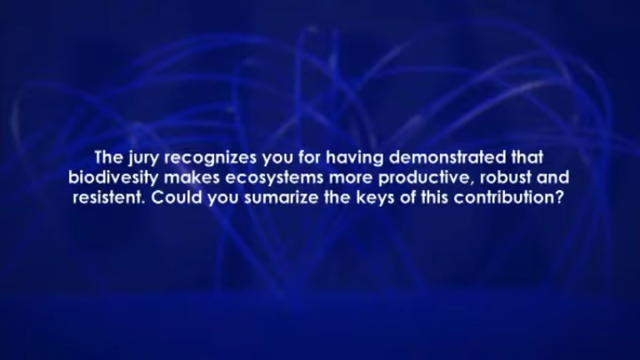 The jury recognizes you for having demonstrated that
biodivesity makes ecosystems more productive, robust and
resistent. Could you sumarize the keys of this contribution?